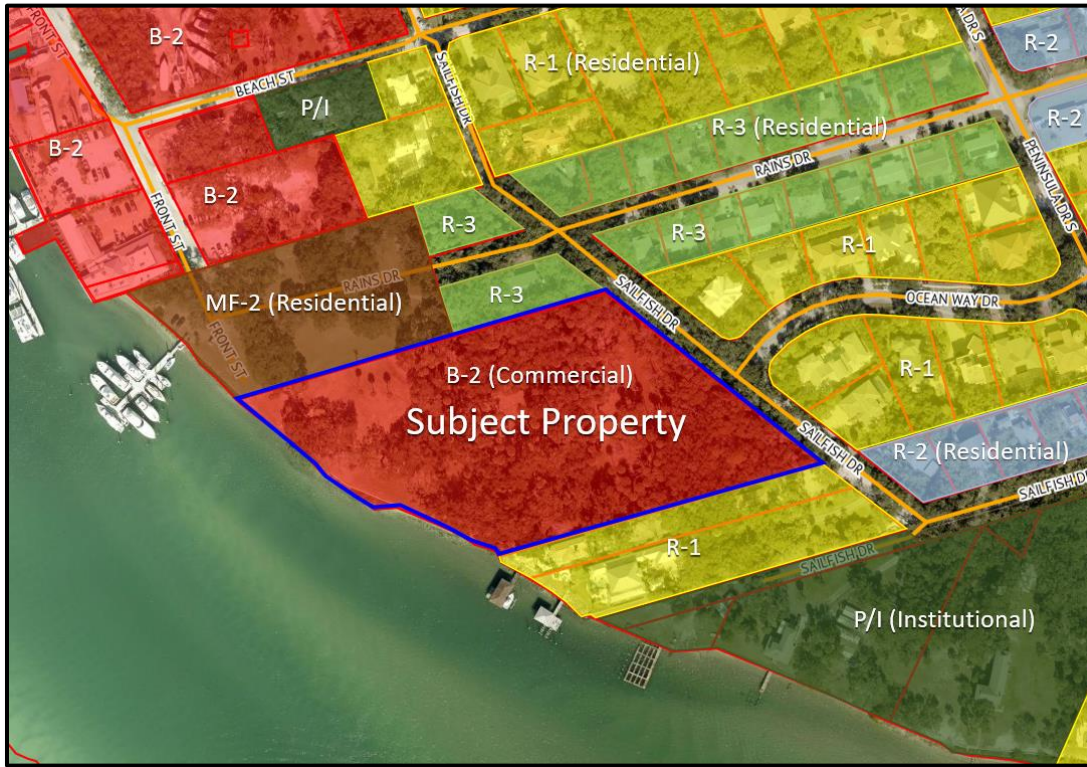 FRONT ST
B-2
BEACH ST
P/I
SAILFISH DR
R-1 (Residential)
R-2
R-3 (Residential)
R-2
RAINS DR
PENINSULA DR S
B-2
FRONT ST
B-2
R-3
R-3
R-1
MF-2 (Residential)
RAINS DR
R-3
SAILFISH DR
OCEAN WAY DR
FRONT ST
B-2 (Commercial)
Subject Property
R-1
SAILFISH DR
R-2 (Residential)
SAILFISH DR
R-1
SAILFISH DR
P/I (Institutional)